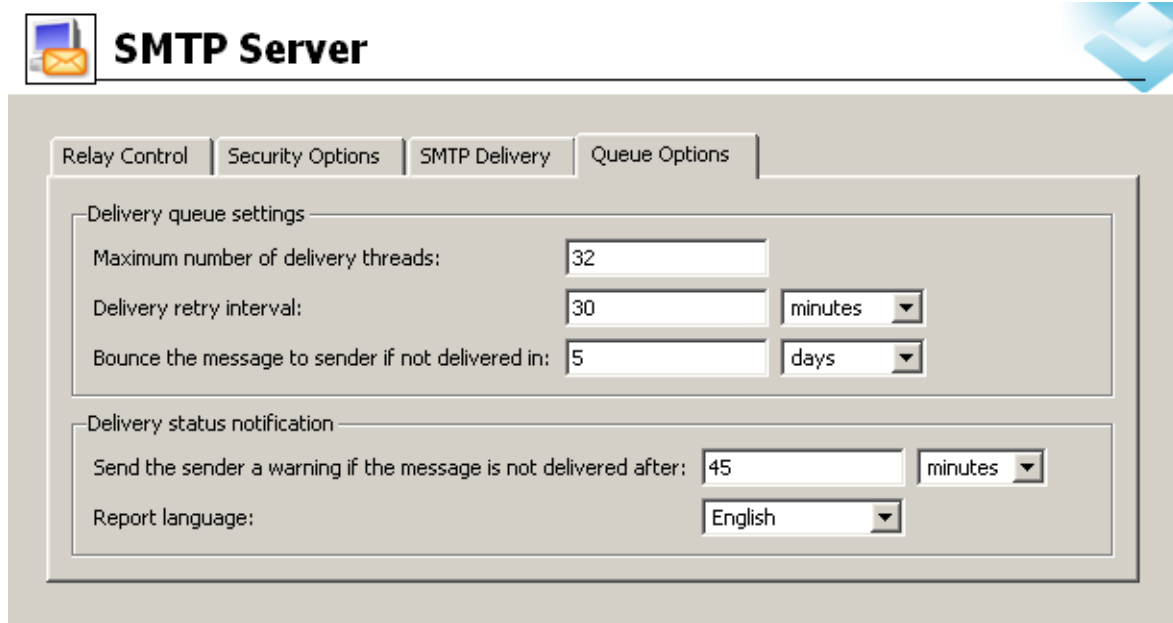 SMTP Server
Relay Control Security Options SMTP Delivery Queue Options
Delivery queue settings
Maximum number of delivery threads: 32
Delivery retry interval: 30 minutes
Bounce the message to sender if not delivered in: 5 days
Delivery status notification
Send the sender a warning if the message is not delivered after: 45 minutes
Report language: English